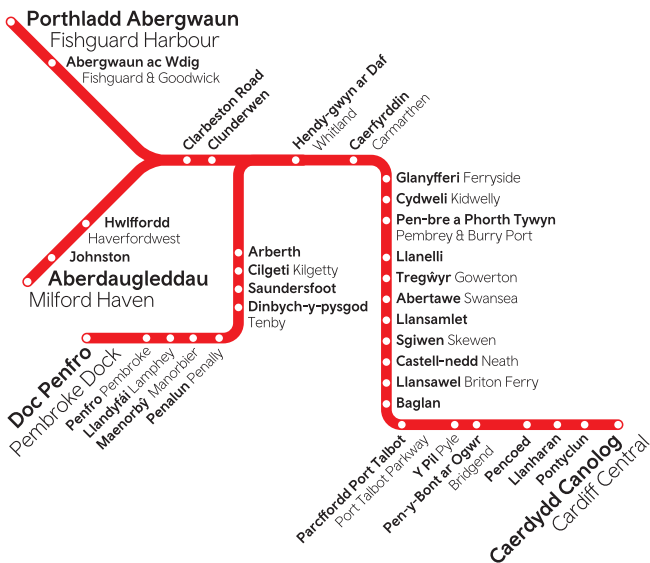 Porthladd Abergwaun
Fishguard Harbour
Abergwaun ac Wdig
Fishguard & Goodwick
Clarbeston Road
Clunderwen
Hendy-gwyn ar Daf
Whitland
Caerfyrddin
Carmarthen
Glanyfferi Ferryside
Cydweli Kidwelly
Pen-bre a Phorth Tywyn
Pembrey & Burry Port
Llanelli
Tregŵyr Gowerton
Abertawe Swansea
Llansamlet
Sgiwen Skewen
Castell-nedd Neath
Llansawel Briton Ferry
Baglan
Hwlffordd
Haverfordwest
Johnston
Aberdaugleddau
Milford Haven
Arberth
Cilgeti Kilgetty
Saundersfoot
Dinbych-y-pysgod
Tenby
Doc Penfro
Pembroke Dock
Penfro Pembroke
Llandyfái Lamphey
Maenorbŷ Manorbier
Penalun Penally
Parcffordd Port Talbot
Port Talbot Parkway
Y Pîl Pyle
Pen-y-Bont ar Ogwr
Bridgend
Pencoed
Llanharan
Pontyclun
Caerdydd Canolog
Cardiff Central